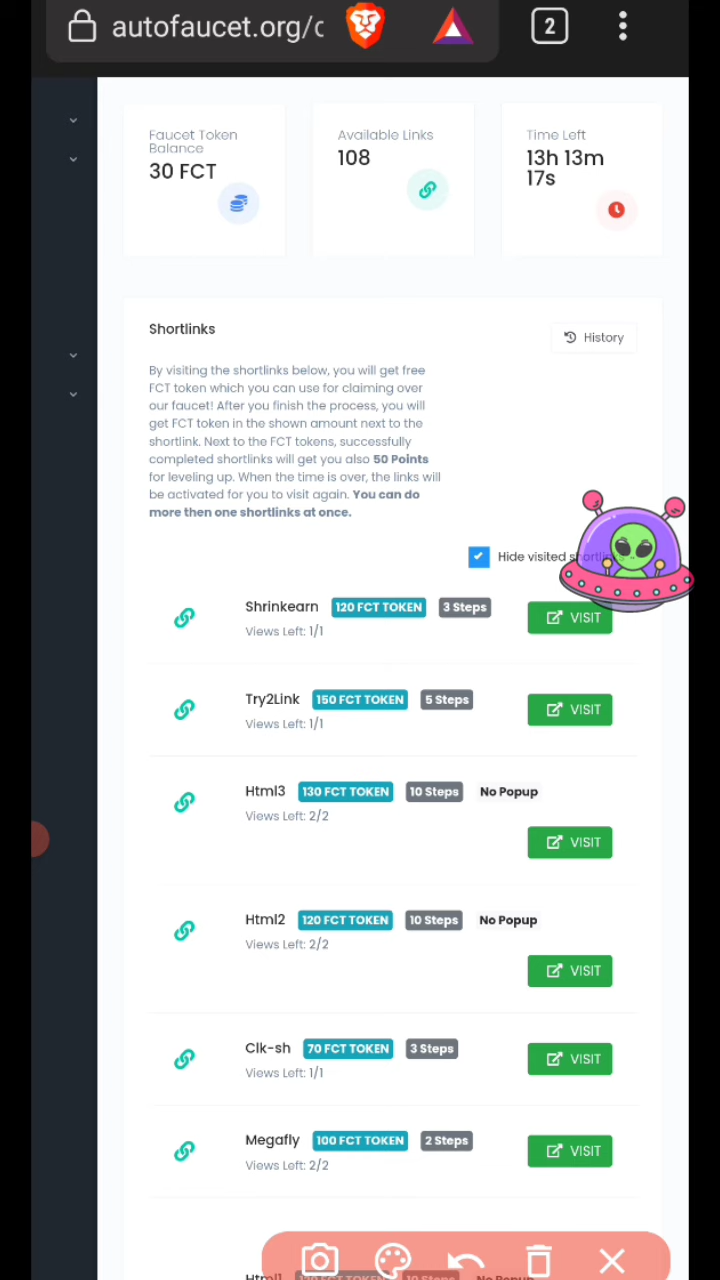 autofaucet.org/c
2
Faucet Token
Balance
30 FCT
Available Links
108
Time Left
13h 13m
17s
Shortlinks
History
By visiting the shortlinks below, you will get free
FCT token which you can use for claiming over
our faucet! After you finish the process, you will
get FCT token in the shown amount next to the
shortlink. Next to the FCT tokens, successfully
completed shortlinks will get you also 50 Points
for leveling up. When the time is over, the links will
be activated for you to visit again. You can do
more then one shortlinks at once.
Hide visited shortlinks
Shrinkearn 120 FCT TOKEN 3 Steps
Views Left: 1/1
VISIT
Try2Link 150 FCT TOKEN 5 Steps
Views Left: 1/1
VISIT
Html3 130 FCT TOKEN 10 Steps No Popup
Views Left: 2/2
VISIT
Html2 120 FCT TOKEN 10 Steps No Popup
Views Left: 2/2
VISIT
Clk-sh 70 FCT TOKEN 3 Steps
Views Left: 1/1
VISIT
Megafly 100 FCT TOKEN 2 Steps
Views Left: 2/2
VISIT